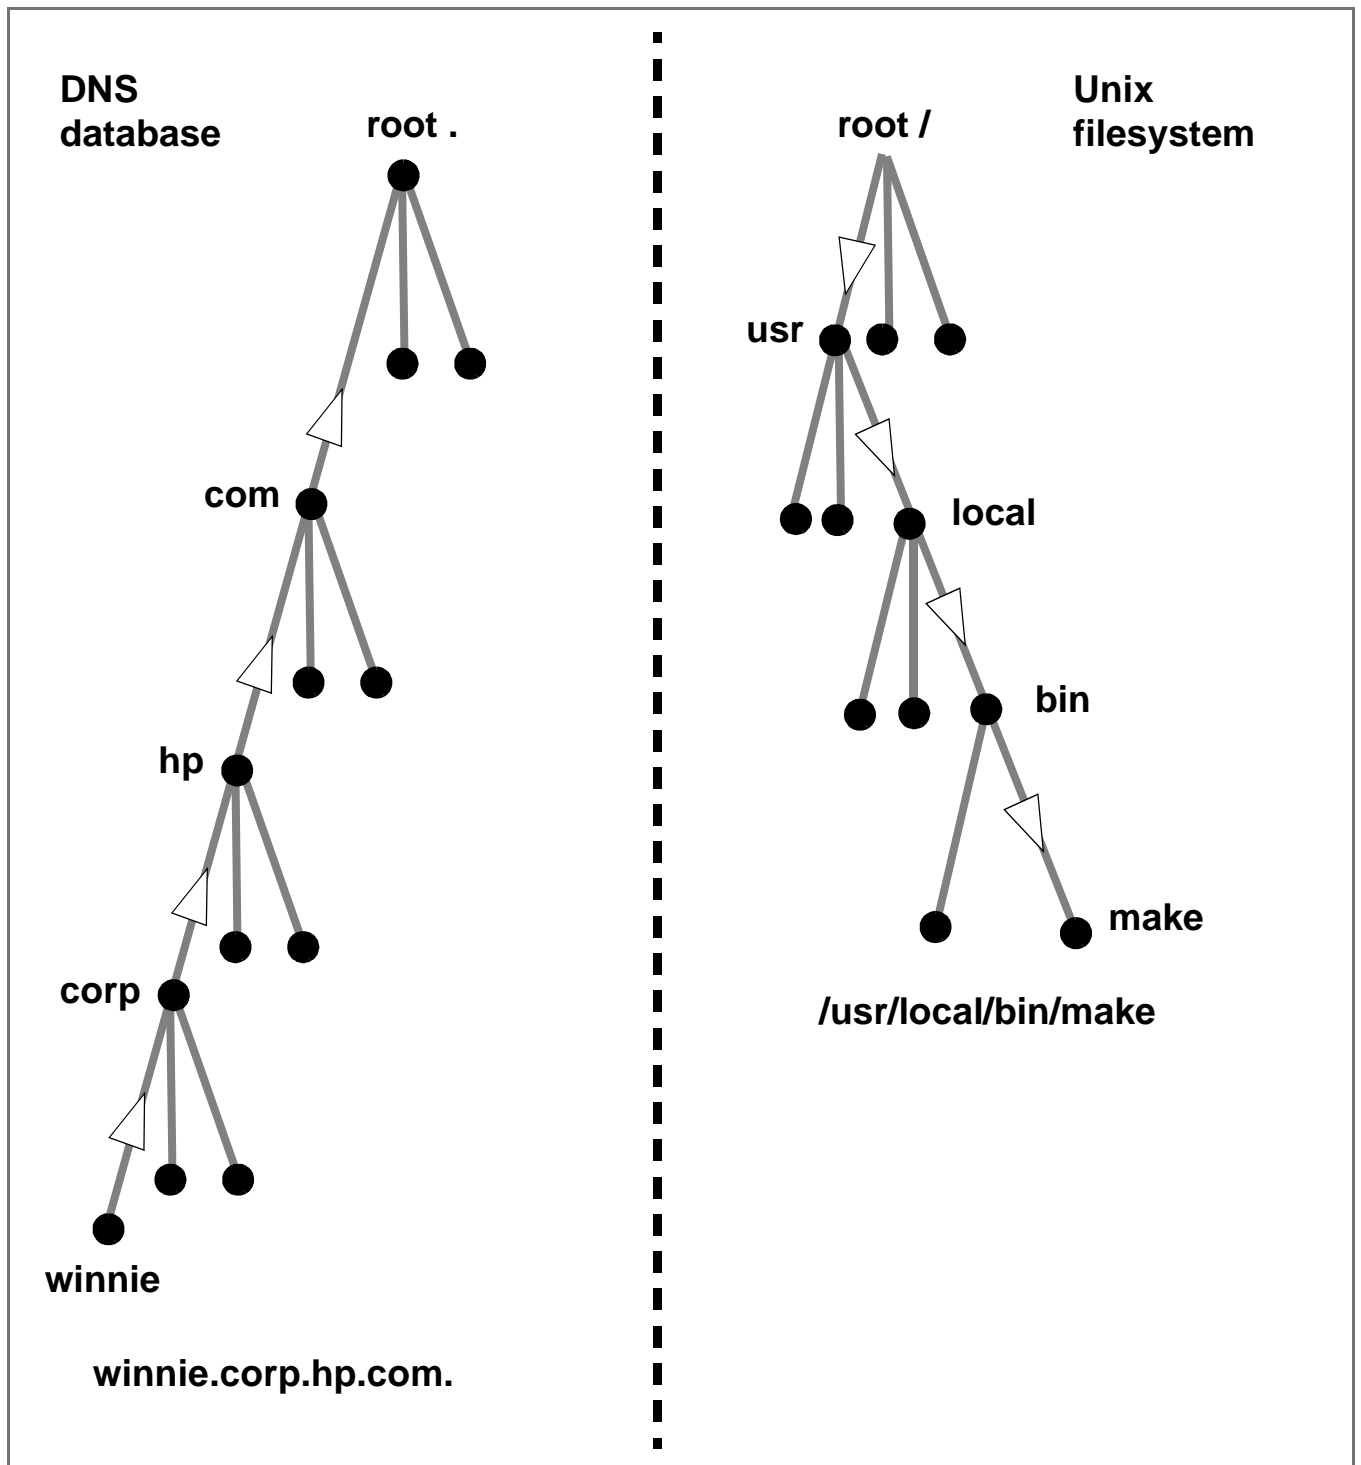 DNS
database
root .
com
hp
corp
winnie
winnie.corp.hp.com.
Unix
filesystem
root /
usr
local
bin
make
/usr/local/bin/make